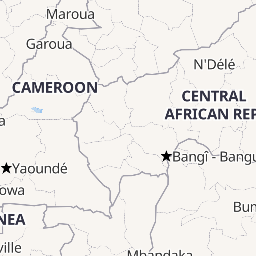 Maroua
Garoua
N'Délé
CAMEROON
CENTRAL
AFRICAN REP
a
Bangî - Bangu
Yaoundé
owa
Bun
NEA
ville
Mbandaka